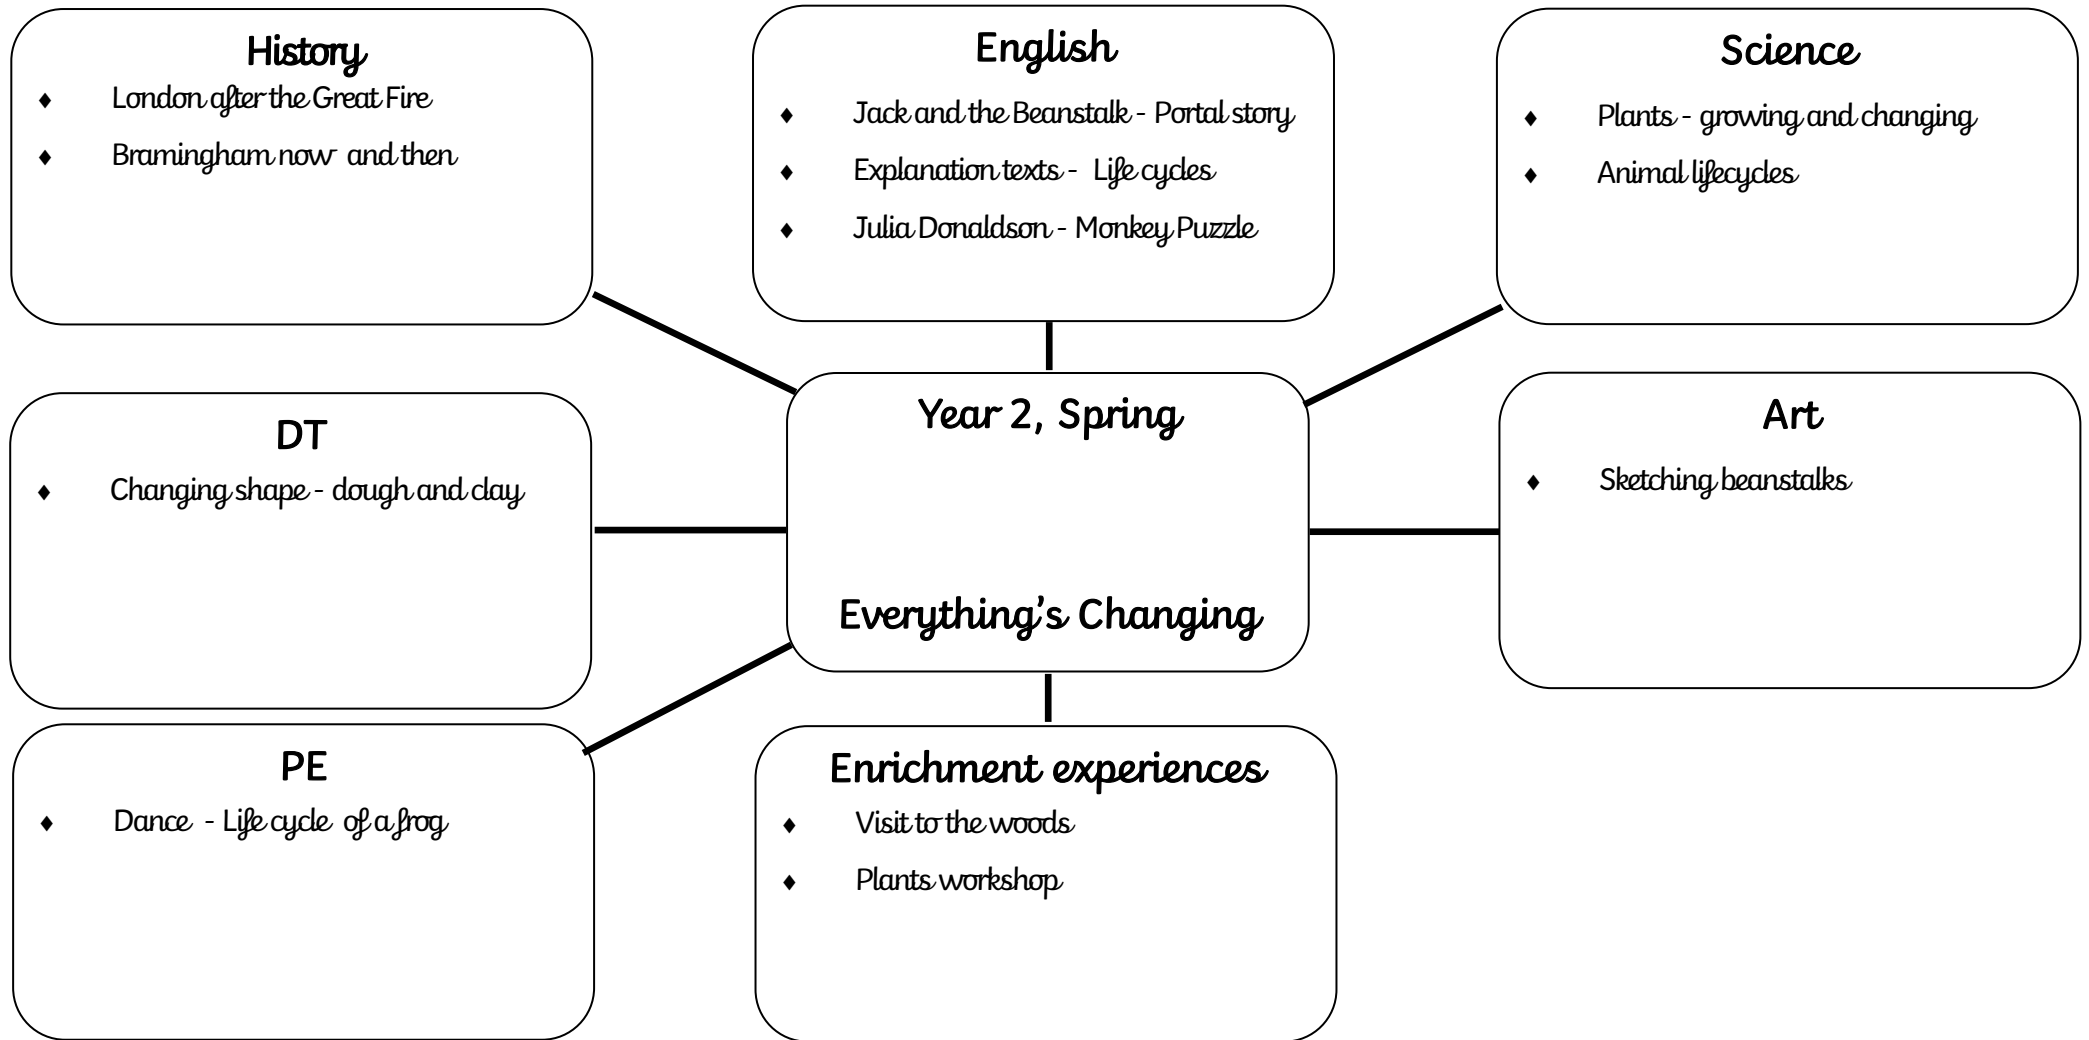 History
♦ London after the Great Fire
♦ Bramingham now and then
English
♦ Jack and the Beanstalk - Portal story
♦ Explanation texts - Life cycles
♦ Julia Donaldson - Monkey Puzzle
Science
♦ Plants - growing and changing
♦ Animal lifecycles
DT
♦ Changing shape - dough and clay
Year 2, Spring
Everything's Changing
Art
♦ Sketching beanstalks
PE
♦ Dance - Life cycle of a frog
Enrichment experiences
♦ Visit to the woods
♦ Plants workshop